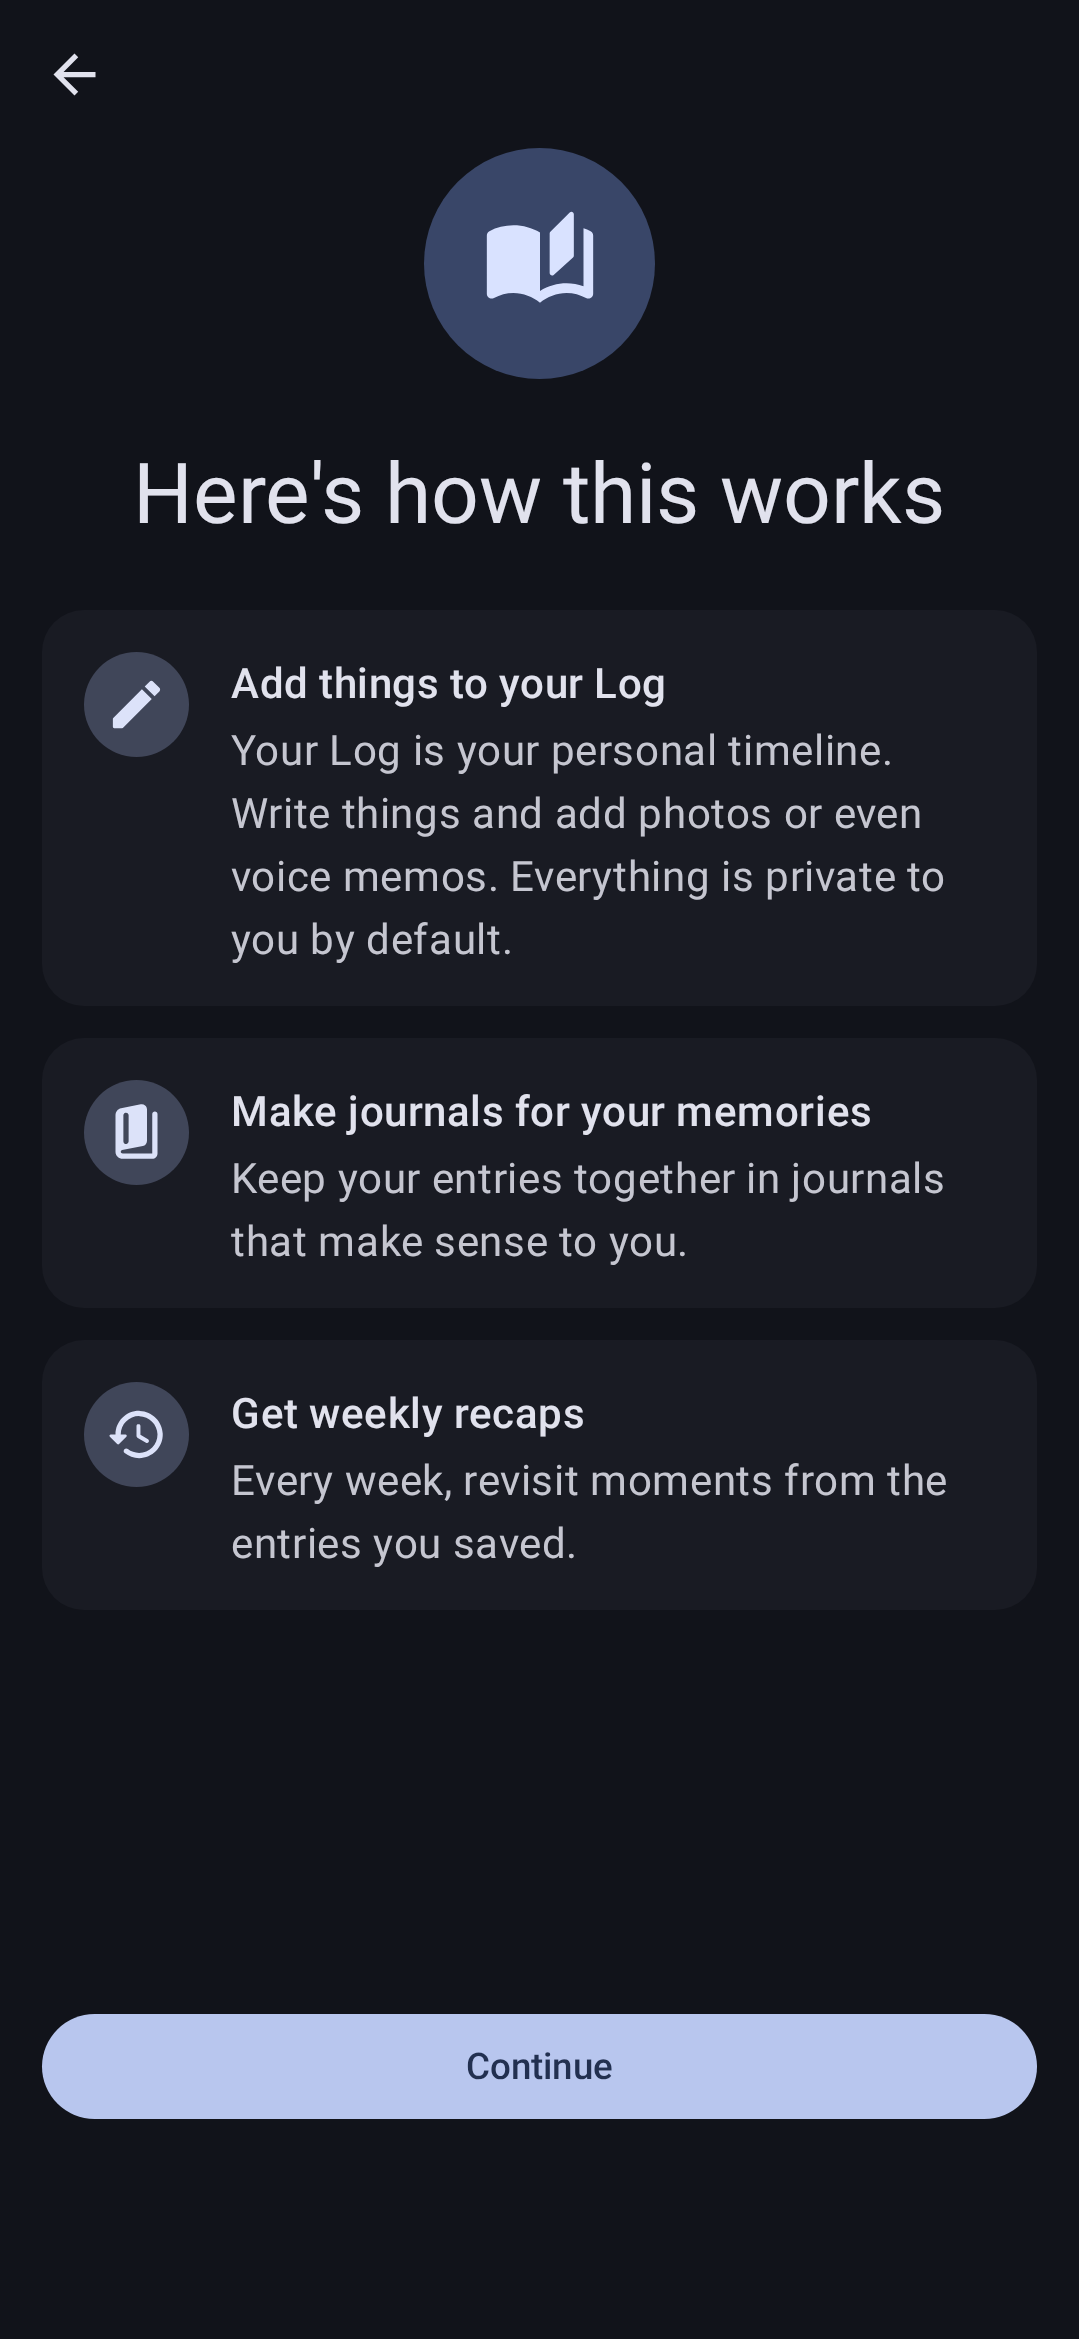 Here's how this works
Add things to your Log
Your Log is your personal timeline.
Write things and add photos or even
voice memos. Everything is private to
you by default.
Make journals for your memories
Keep your entries together in journals
that make sense to you.
Get weekly recaps
Every week, revisit moments from the
entries you saved.
Continue